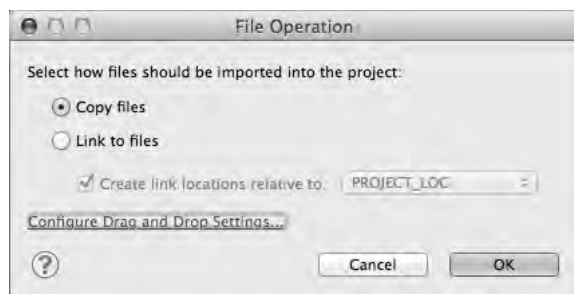 File Operation
Select how files should be imported into the project:
Copy files
Link to files
Create link locations relative to: PROJECT_LOC
Configure Drag and Drop Settings...
?
Cancel OK